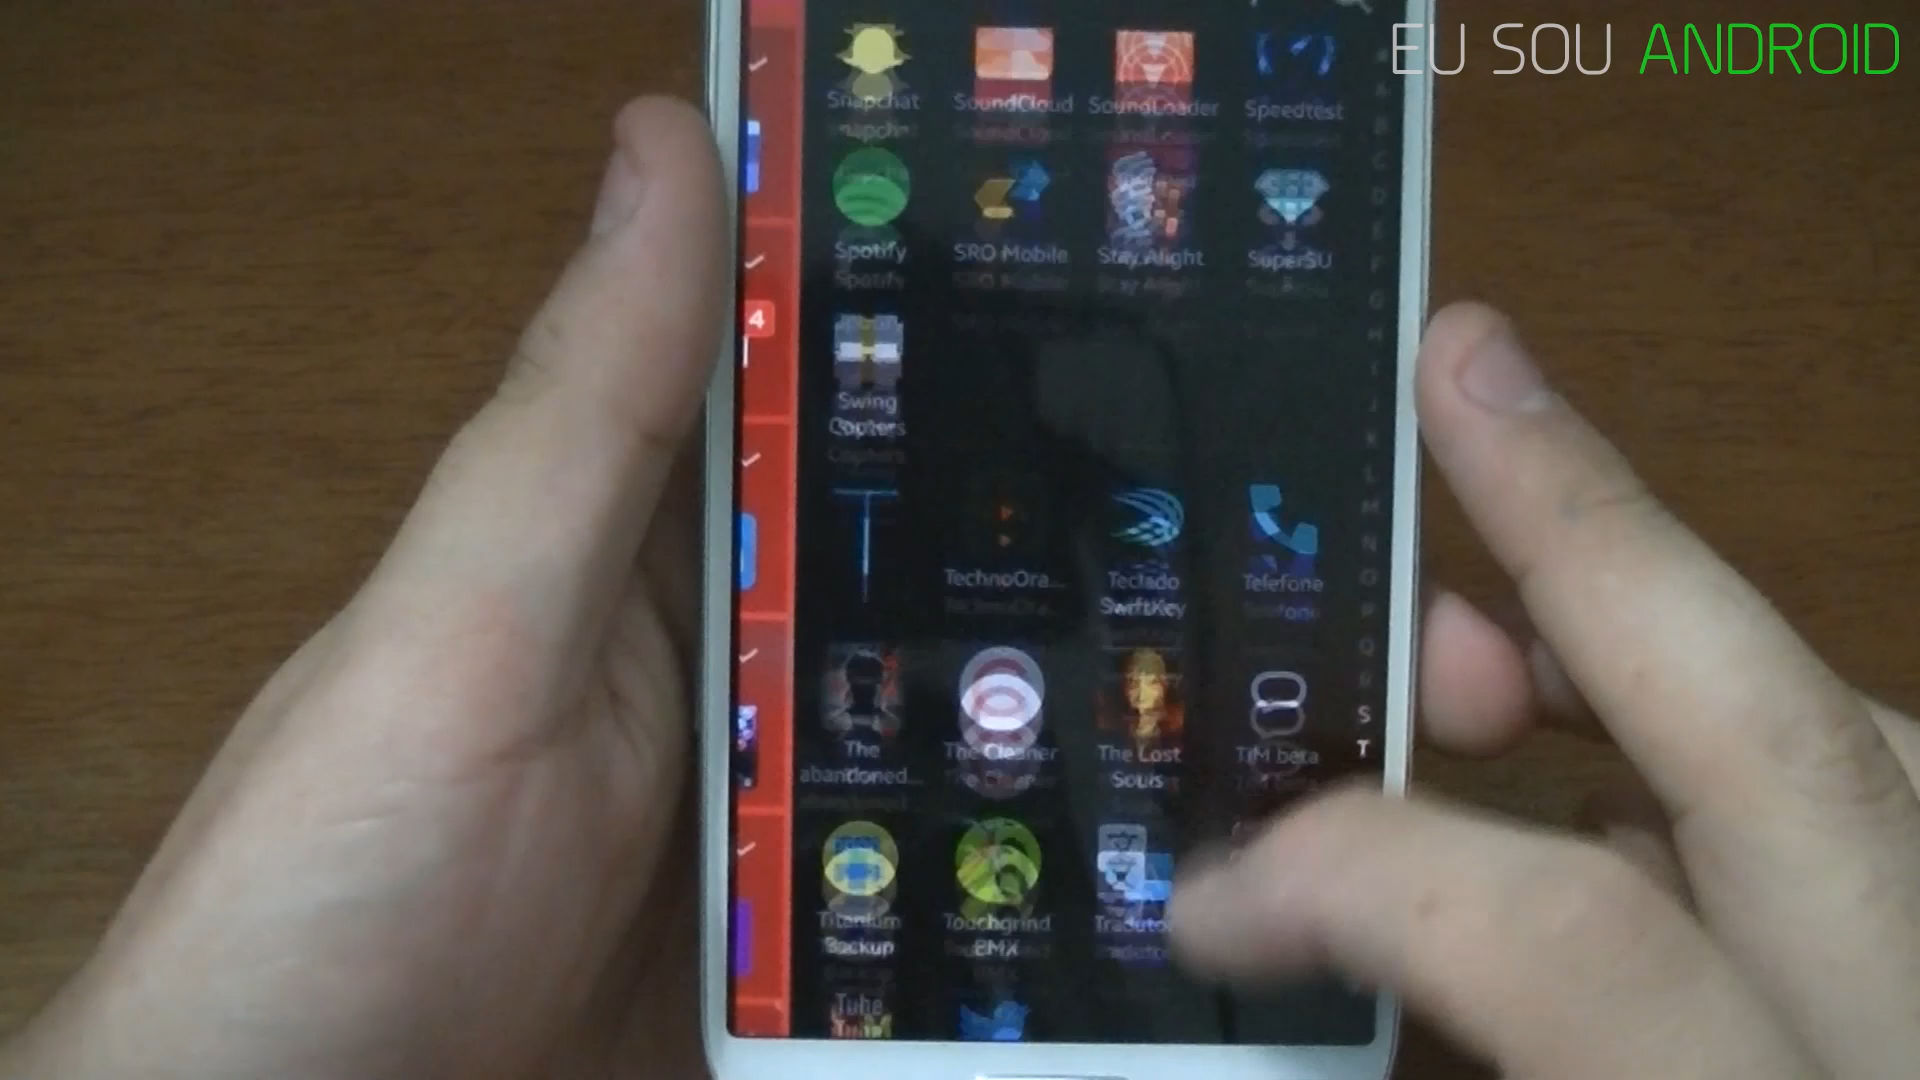 EU SOU ANDROID
Snapchat SoundCloud SoundLoader Speedtest
Spotify SRO Mobile Stay Alight SuperSU
4
Swing
Copters
T
TechnoOra... Teclado Telefone
SwiftKey
S
T
The The Cleaner The Lost TIM beta
abandoned... Souls
Titanium Touchgrind
Backup BMX
Tube